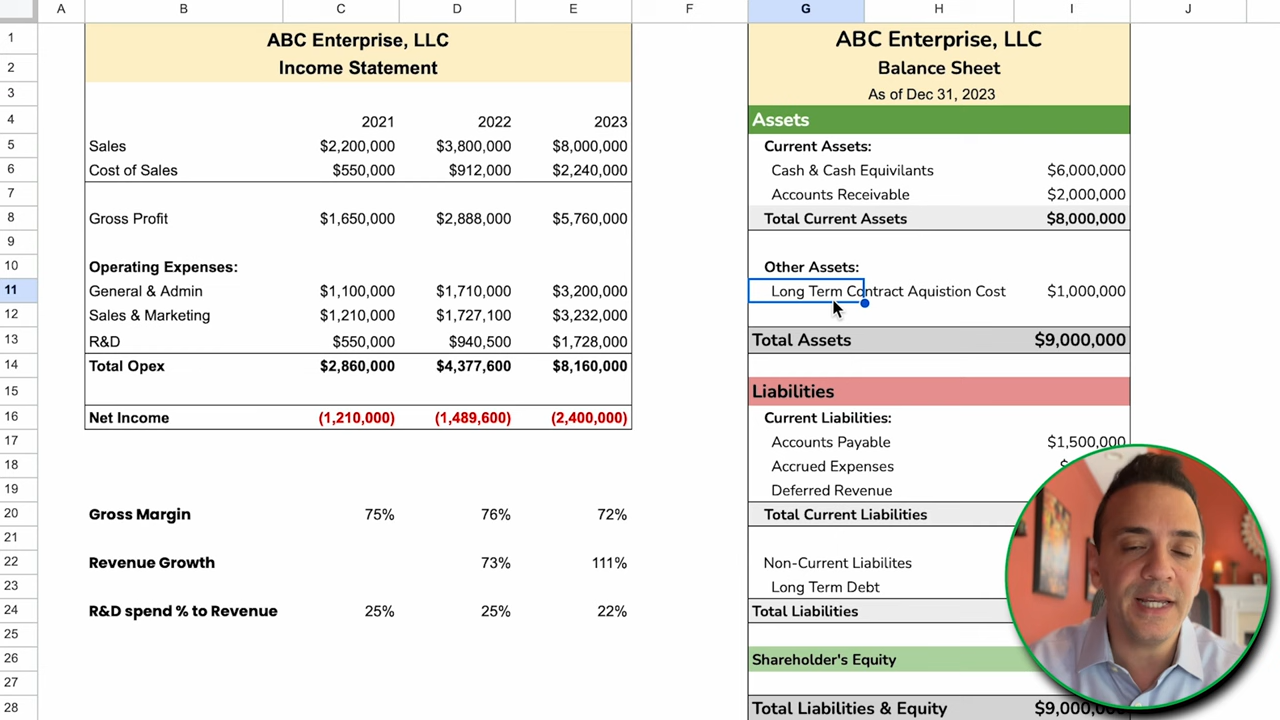 A B C D E F G H I J
1 ABC Enterprise, LLC ABC Enterprise, LLC
2 Income Statement Balance Sheet
3 As of Dec 31, 2023
4 2021 2022 2023 Assets
5 Sales $2,200,000 $3,800,000 $8,000,000 Current Assets:
6 Cost of Sales $550,000 $912,000 $2,240,000 Cash & Cash Equivilants $6,000,000
7 Accounts Receivable $2,000,000
8 Gross Profit $1,650,000 $2,888,000 $5,760,000 Total Current Assets $8,000,000
9
10 Operating Expenses: Other Assets:
11 General & Admin $1,100,000 $1,710,000 $3,200,000 Long Term Contract Aquistion Cost $1,000,000
12 Sales & Marketing $1,210,000 $1,727,100 $3,232,000
13 R&D $550,000 $940,500 $1,728,000 Total Assets $9,000,000
14 Total Opex $2,860,000 $4,377,600 $8,160,000
15 Liabilities
16 Net Income (1,210,000) (1,489,600) (2,400,000) Current Liabilities:
17 Accounts Payable $1,500,000
18 Accrued Expenses
19 Deferred Revenue
20 Gross Margin 75% 76% 72% Total Current Liabilities
21
22 Revenue Growth 73% 111% Non-Current Liabilites
23 Long Term Debt
24 R&D spend % to Revenue 25% 25% 22% Total Liabilities
25
26 Shareholder's Equity
27
28 Total Liabilities & Equity